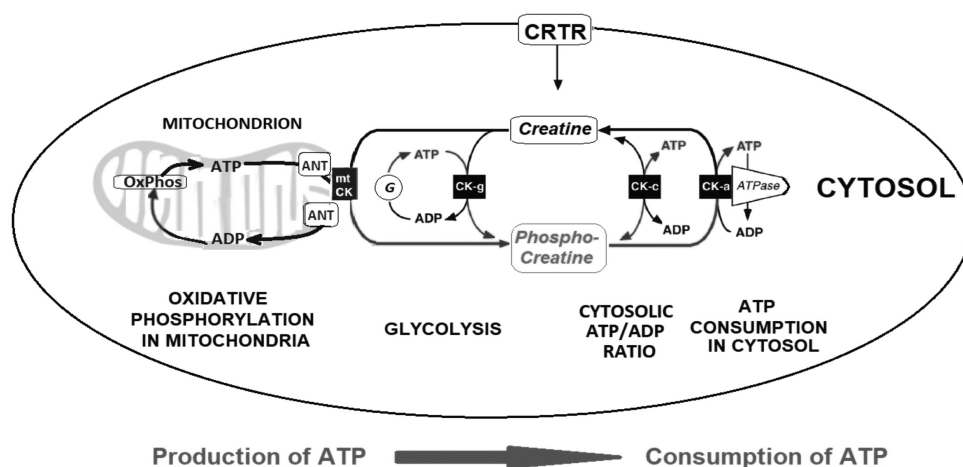 CRTR
MITOCHONDRION
Creatine
ATP
ANT
ATP
ATP
ATP
OxPhos
mt
CK
G
CK-g
CK-c
CK-a
ATPase
CYTOSOL
ANT
ADP
ADP
ADP
ADP
Phospho-
Creatine
OXIDATIVE
PHOSPHORYLATION
IN MITOCHONDRIA
GLYCOLYSIS
CYTOSOLIC
ATP/ADP
RATIO
ATP
CONSUMPTION
IN CYTOSOL
Production of ATP
Consumption of ATP